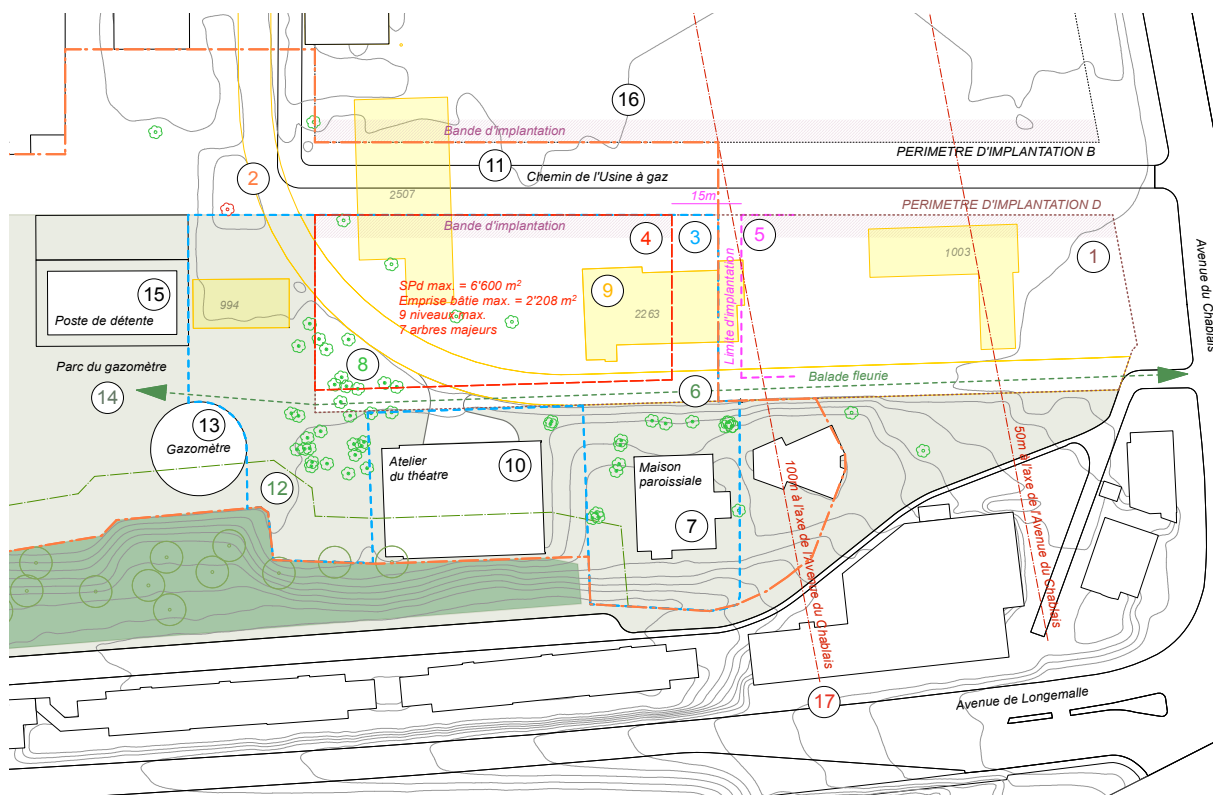 16
Bande d'implantation
PERIMETRE D'IMPLANTATION B
11
Chemin de l'Usine à gaz
2
2507
15m
PERIMETRE D'IMPLANTATION D
Bande d'implantation
4
3
5
1
Avenue du Chablais
1003
Limite d'implantation
SPd max. = 6'600 m²
Emprise bâtie max. = 2'208 m²
9 niveaux max.
7 arbres majeurs
9
2263
15
994
Poste de détente
Parc du gazomètre
14
8
6
Balade fleurie
13
Gazomètre
Atelier
du théatre
10
Maison
paroissiale
7
12
100m à l'axe de l'Avenue du Chablais
50m à l'axe de l'Avenue du Chablais
17
Avenue de Longemalle